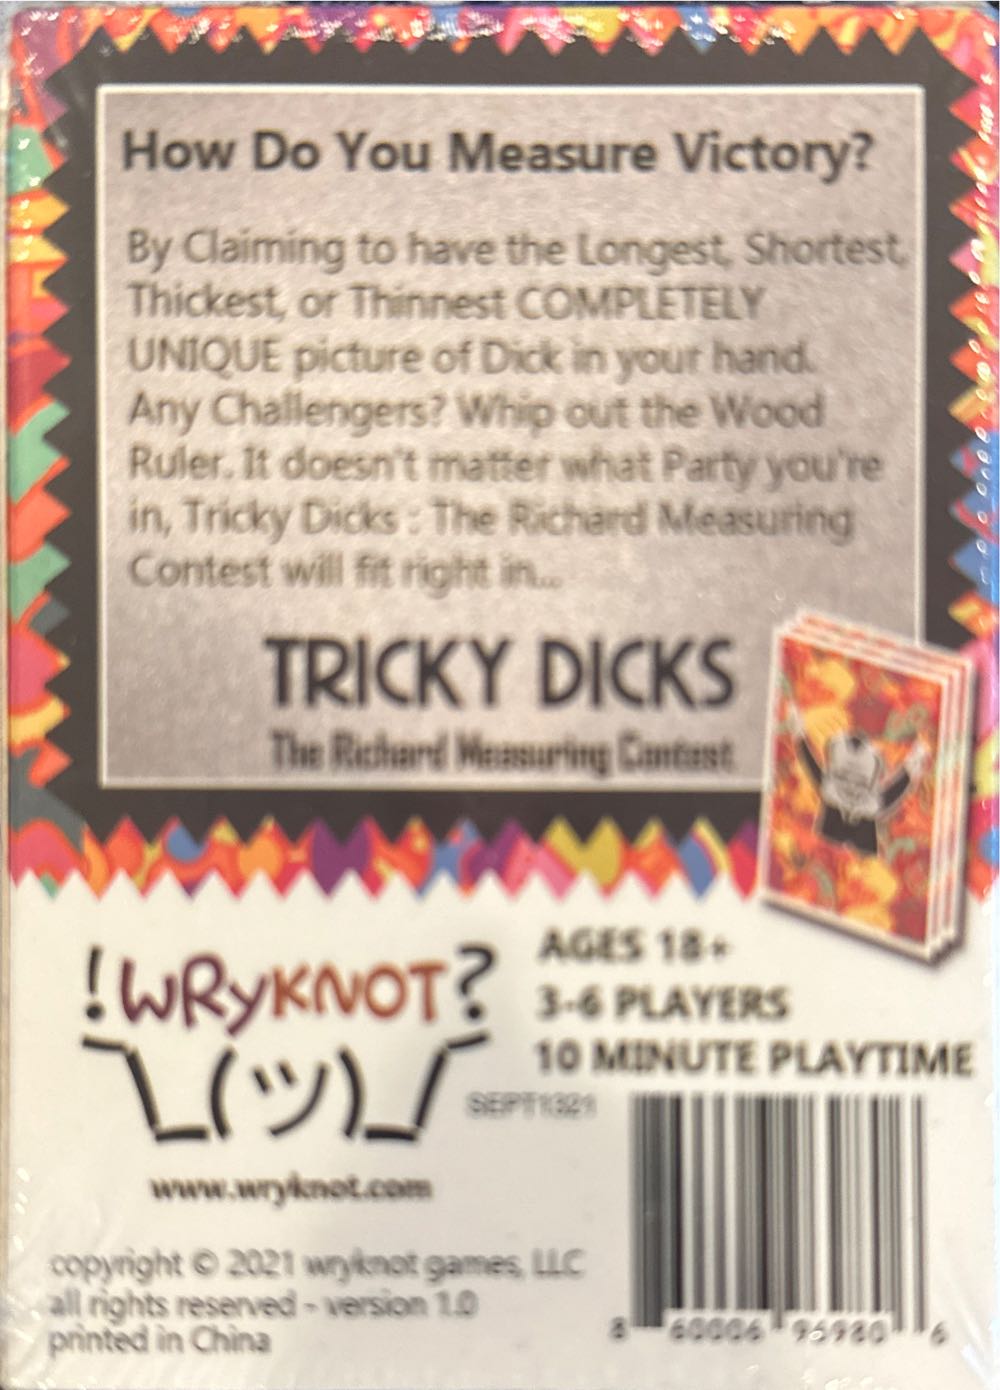 How Do You Measure Victory?
By Claiming to have the Longest, Shortest,
Thickest, or Thinnest COMPLETELY
UNIQUE picture of Dick in your hand.
Any Challengers? Whip out the Wood
Ruler. It doesn't matter what Party you're
in, Tricky Dicks : The Richard Measuring
Contest will fit right in...
TRICKY DICKS
The Richard Measuring Contest
!WRyKNOT?
¯\_(ツ)_/¯
www.wryknot.com
AGES 18+
3-6 PLAYERS
10 MINUTE PLAYTIME
SEPT1321
copyright © 2021 wryknot games, LLC
all rights reserved - version 1.0
printed in China
8 60006 96980 6